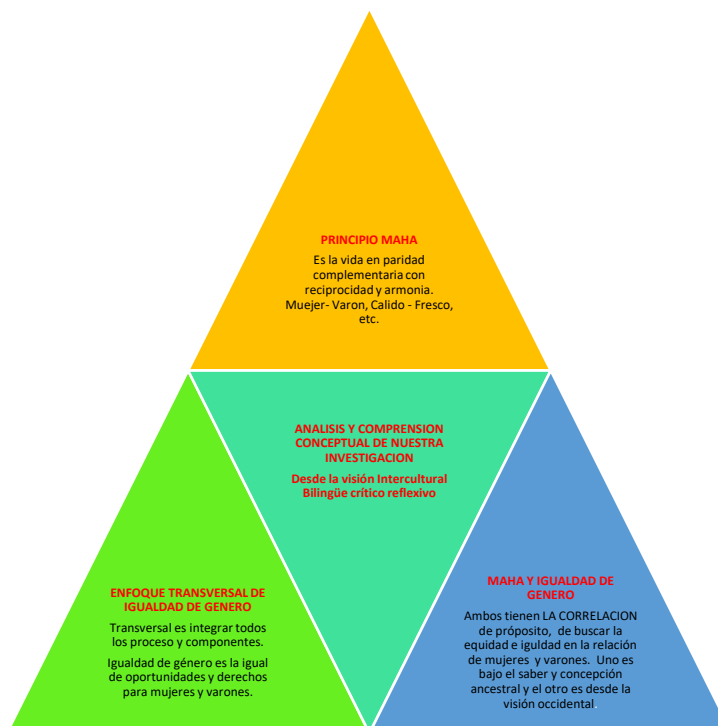 PRINCIPIO MAHA
Es la vida en paridad
complementaria con
reciprocidad y armonia.
Muejer- Varon, Calido - Fresco,
etc.
ANALISIS Y COMPRENSION
CONCEPTUAL DE NUESTRA
INVESTIGACION
Desde la visión Intercultural
Bilingüe crítico reflexivo
ENFOQUE TRANSVERSAL DE
IGUALDAD DE GENERO
Transversal es integrar todos
los proceso y componentes.
Igualdad de género es la igual
de oportunidades y derechos
para mujeres y varones.
MAHA Y IGUALDAD DE
GENERO
Ambos tienen LA CORRELACION
de própósito, de buscar la
equidad e iguldad en la relación
de mujeres y varones. Uno es
bajo el saber y concepción
ancestral y el otro es desde la
visión occidental.